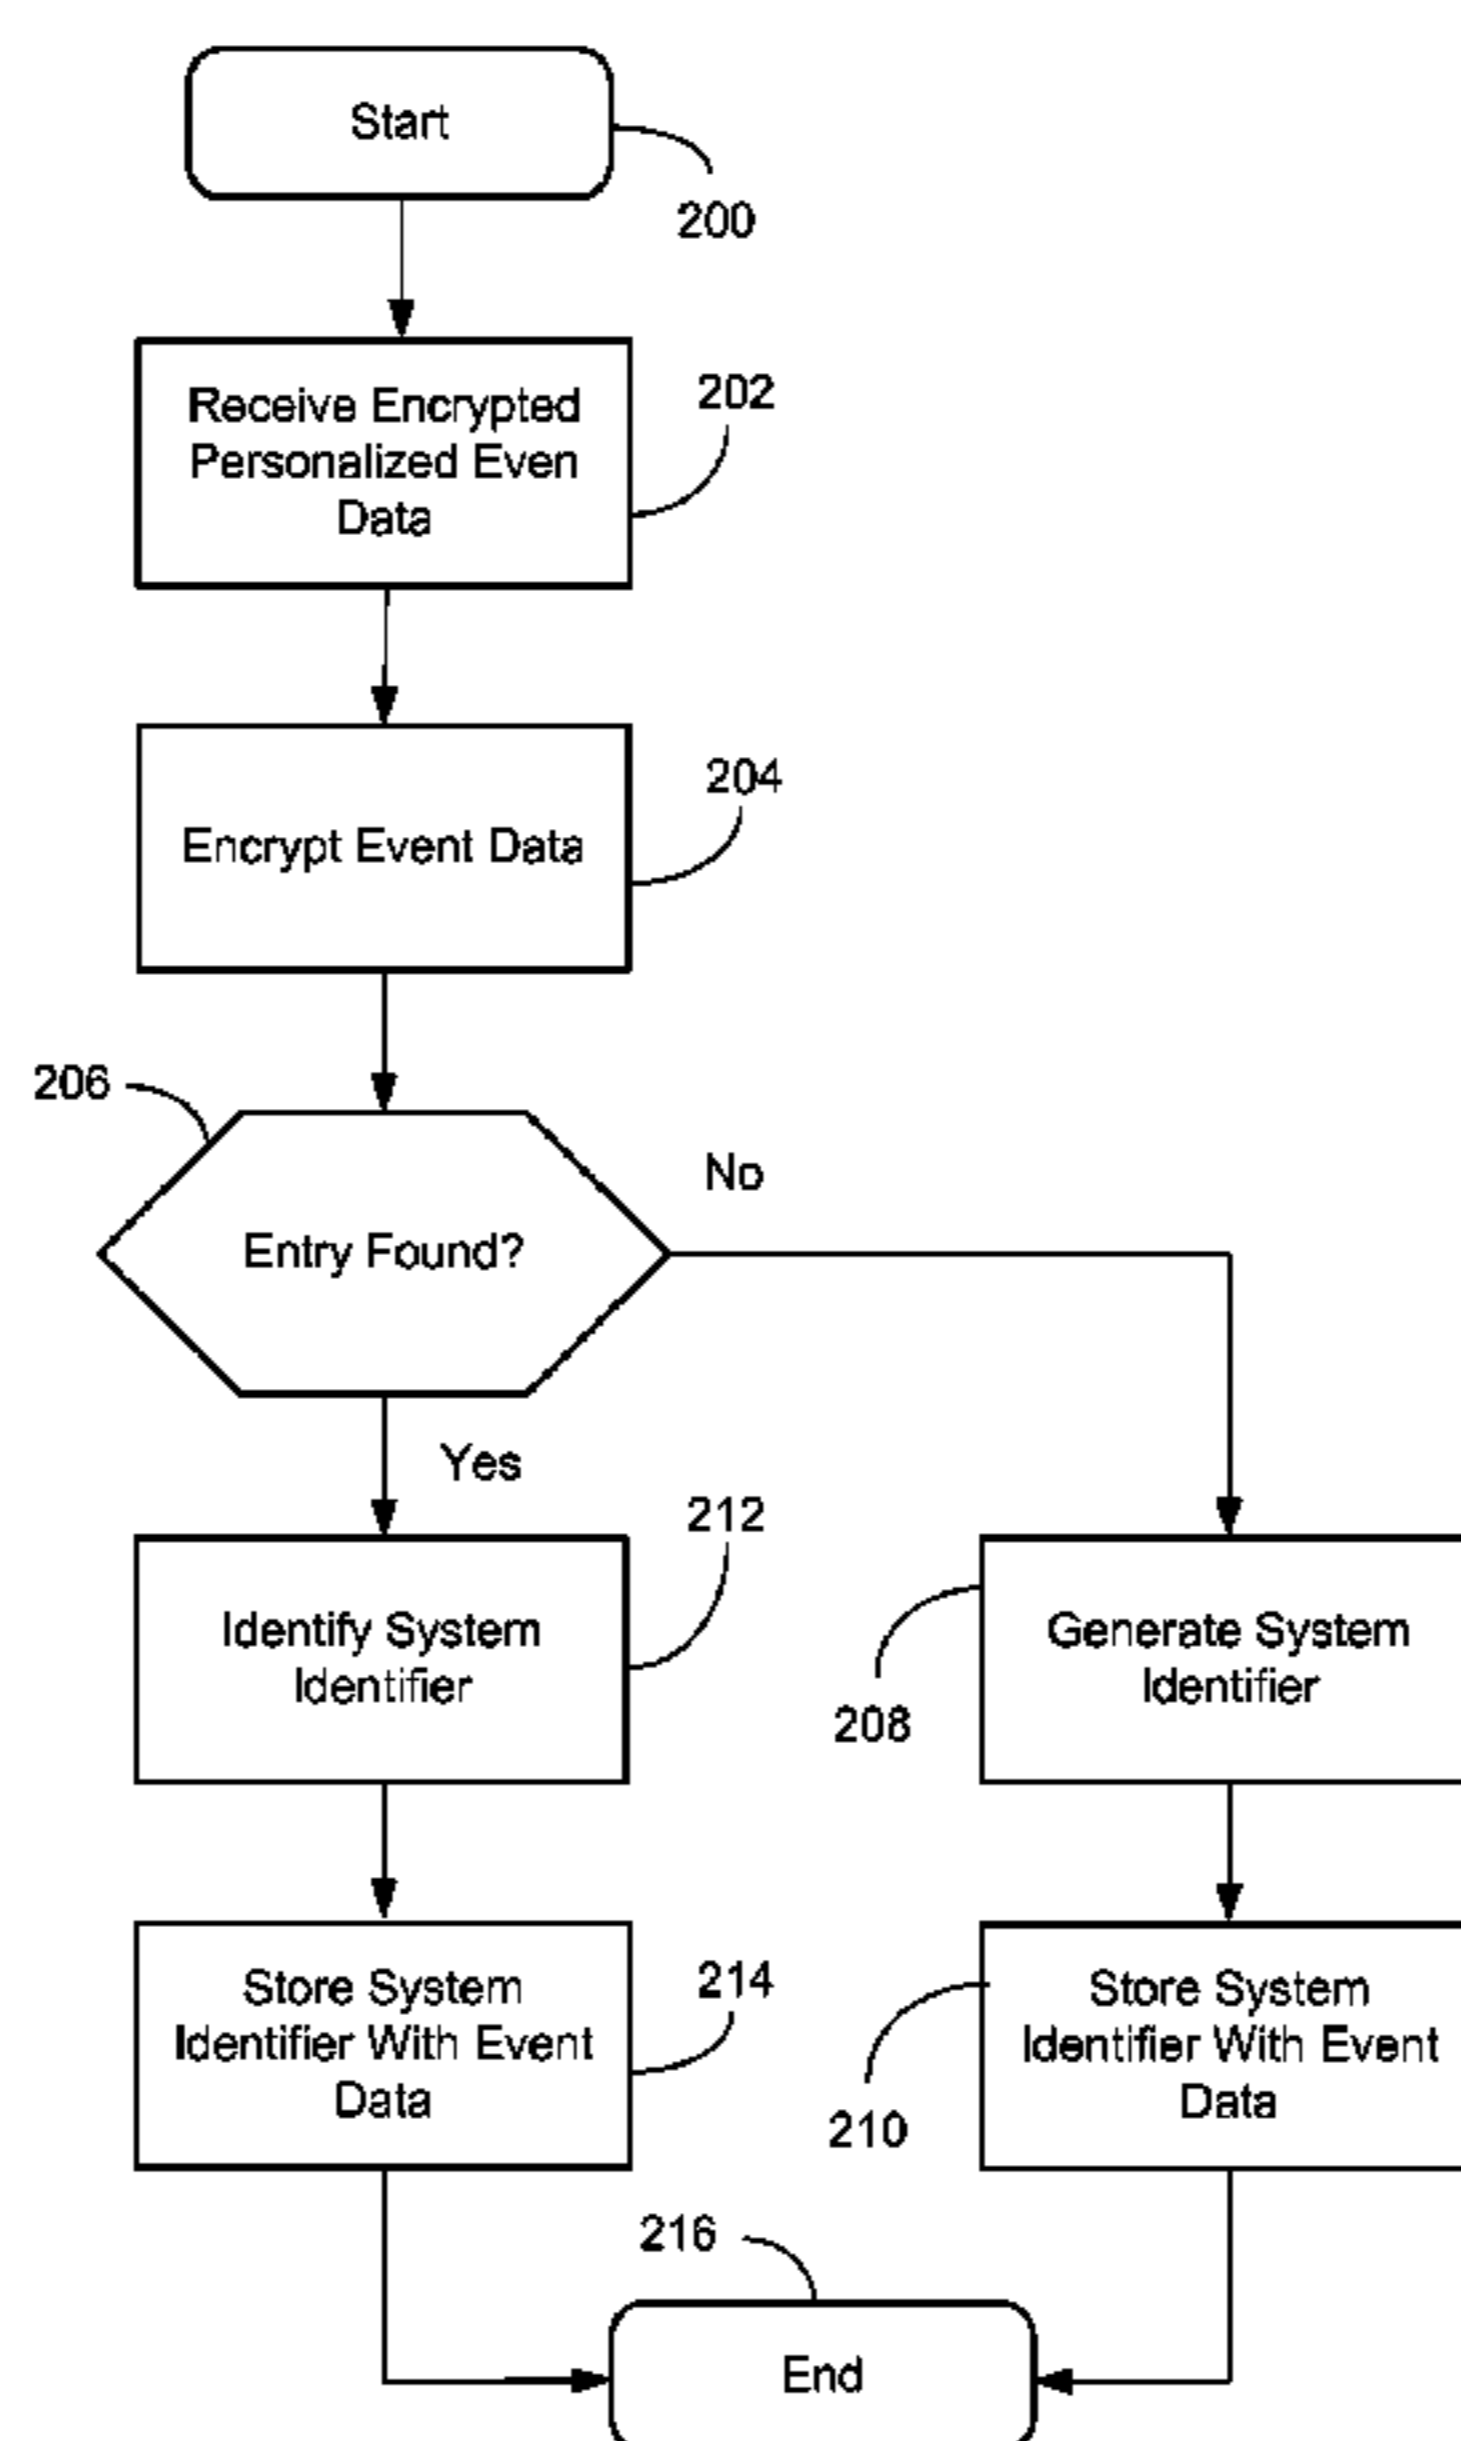 Start
200
Receive Encrypted
Personalized Even
Data
202
Encrypt Event Data
204
206
Entry Found?
No
Yes
Identify System
Identifier
212
Generate System
Identifier
208
Store System
Identifier With Event
Data
214
Store System
Identifier With Event
Data
210
216
End